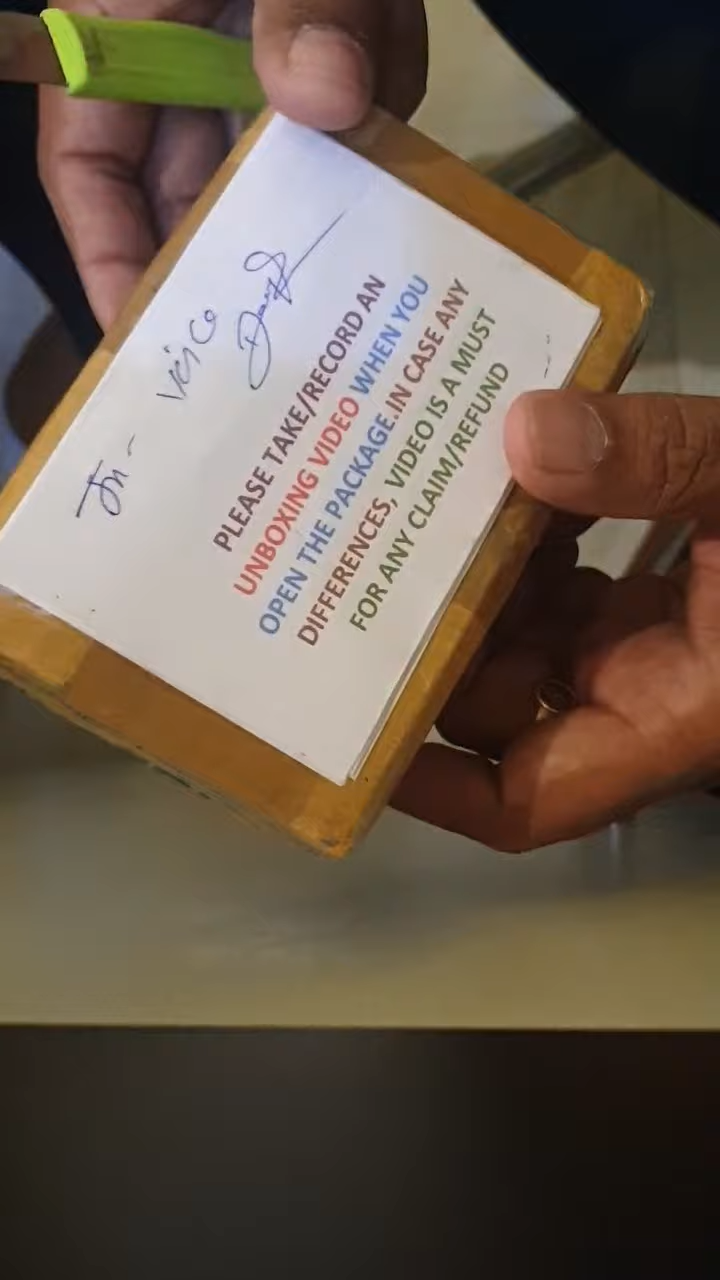 PLEASE TAKE/RECORD AN
UNBOXING VIDEO WHEN YOU
OPEN THE PACKAGE.IN CASE ANY
DIFFERENCES, VIDEO IS A MUST
FOR ANY CLAIM/REFUND